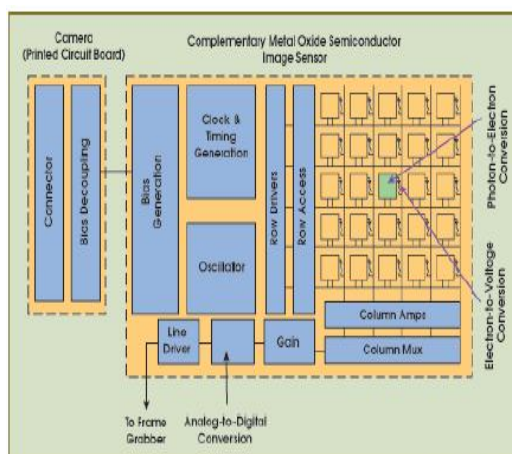 Camera
(Printed Circuit Board)
Complementary Metal Oxide Semiconductor
Image Sensor
Connector
Bias Decoupling
Bias
Generation
Clock &
Timing
Generation
Oscillator
Row Drivers
Row Access
Photon-to-Electron
Conversion
Electron-to-Voltage
Conversion
Column Amps
Column Mux
Line
Driver
Gain
To Frame
Grabber
Analog-to-Digital
Conversion